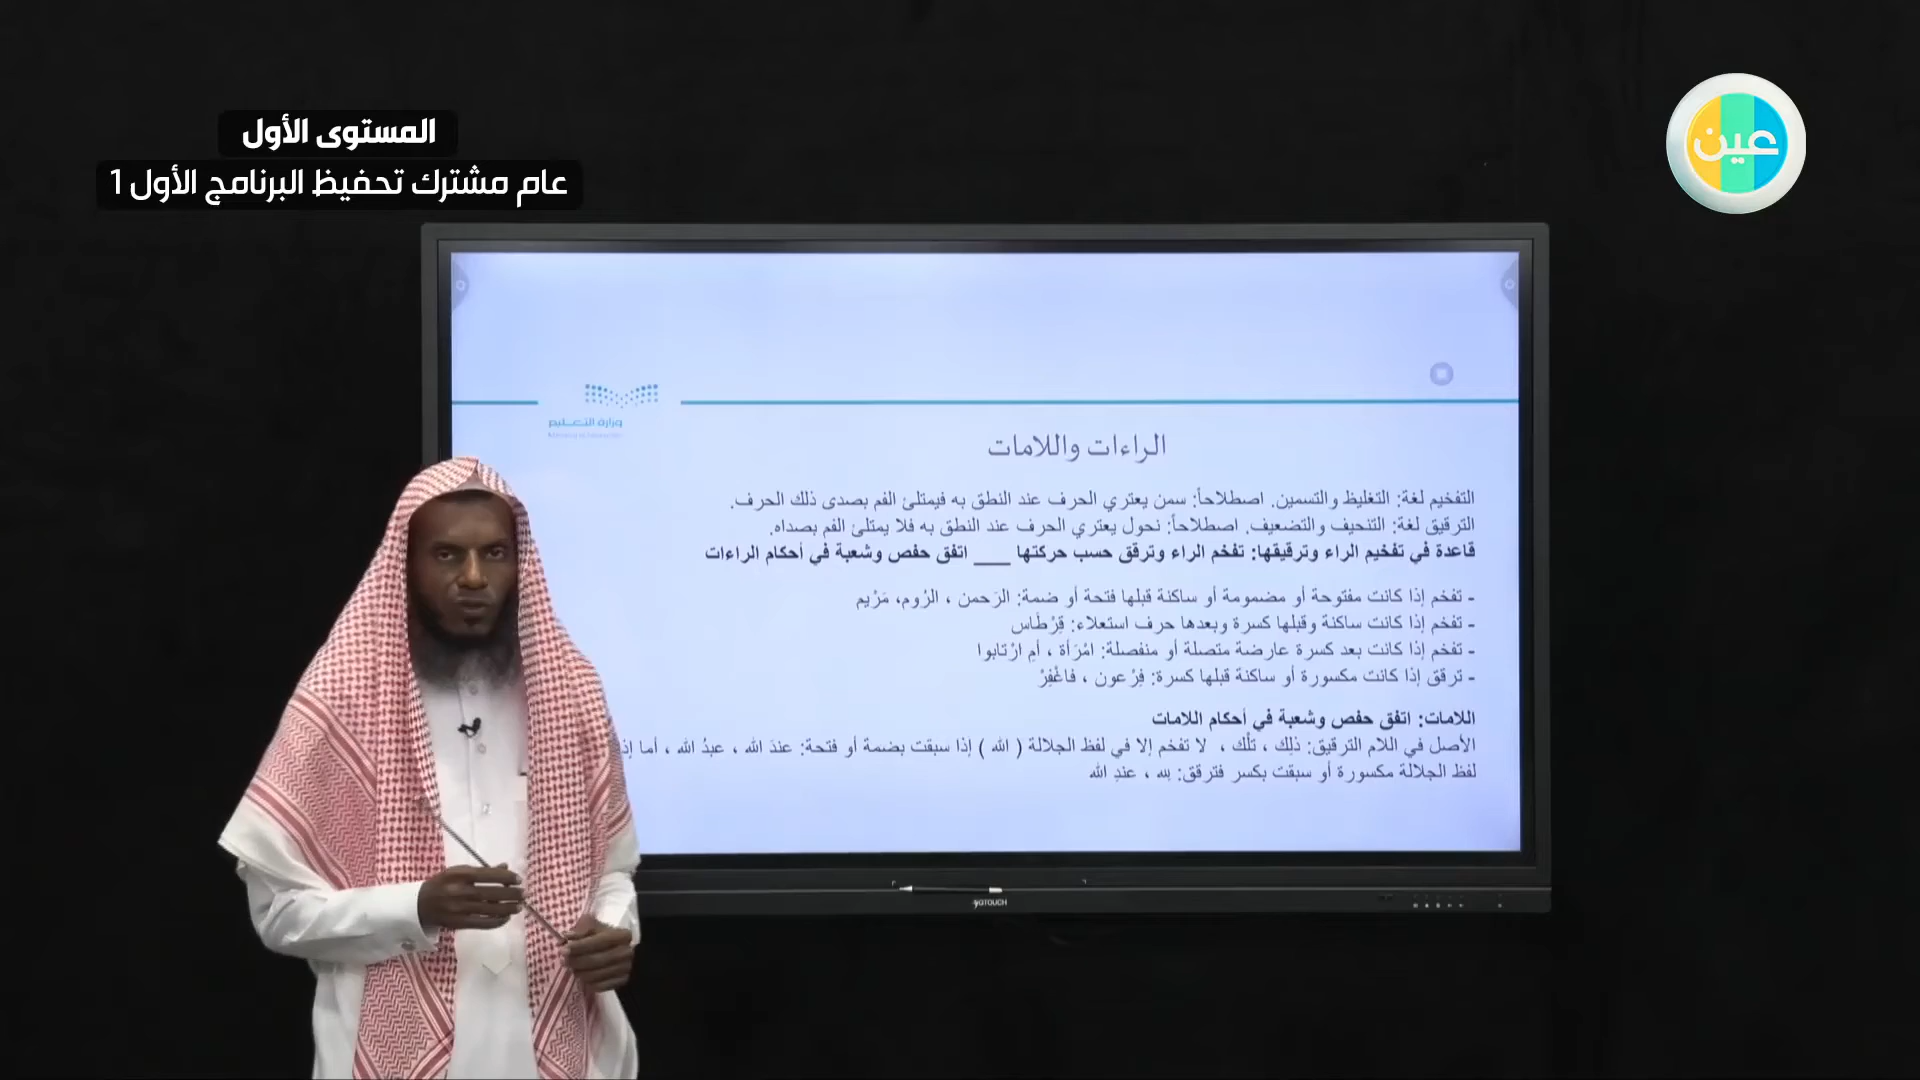 المستوى الأول
عام مشترك تحفيظ البرنامج الأول 1
عين
وزارة التعليم
الراءات واللامات
التفخيم لغة: التغليظ والتسمين. اصطلاحاً: سمن يعتري الحرف عند النطق به فيمتلئ الفم بصدى ذلك الحرف.
الترقيق لغة: التنحيف والتضعيف. اصطلاحاً: نحول يعتري الحرف عند النطق به فلا يمتلئ الفم بصداه.
قاعدة في تفخيم الراء وترقيقها: تفخم الراء وترقق حسب حركتها ____ اتفق حفص وشعبة في أحكام الراءات
- تفخم إذا كانت مفتوحة أو مضمومة أو ساكنة قبلها فتحة أو ضمة: الرَحمن ، الرُوم، مَرْيم
- تفخم إذا كانت ساكنة وقبلها كسرة وبعدها حرف استعلاء: قِرْطَاس
- تفخم إذا كانت بعد كسرة عارضة متصلة أو منفصلة: امْرَأة ، أمِ ارْتابوا
- ترقق إذا كانت مكسورة أو ساكنة قبلها كسرة: فِرْعون ، فاغْفِرْ
اللامات: اتفق حفص وشعبة في أحكام اللامات
الأصل في اللام الترقيق: ذلِك ، تلْك ، لا تفخم إلا في لفظ الجلالة ( الله ) إذا سبقت بضمة أو فتحة: عندَ الله ، عبدُ الله ، أما إذ
لفظ الجلالة مكسورة أو سبقت بكسر فترقق: لله ، عندِ الله